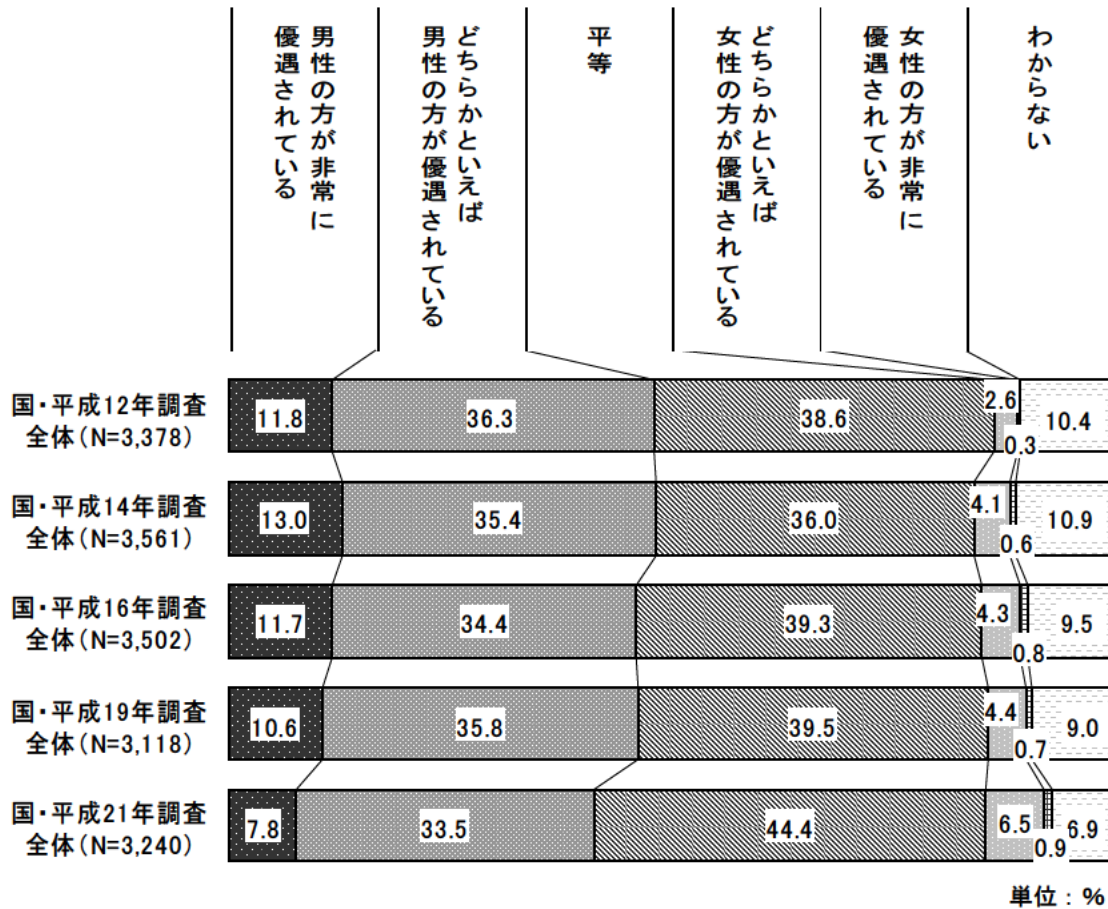 男性の方が非常に
優遇されている
どちらかといえば
男性の方が優遇されている
平等
どちらかといえば
女性の方が優遇されている
女性の方が非常に
優遇されている
わからない
国・平成12年調査
全体(N=3,378)
11.8 36.3 38.6 2.6 0.3 10.4
国・平成14年調査
全体(N=3,561)
13.0 35.4 36.0 4.1 0.6 10.9
国・平成16年調査
全体(N=3,502)
11.7 34.4 39.3 4.3 0.8 9.5
国・平成19年調査
全体(N=3,118)
10.6 35.8 39.5 4.4 0.7 9.0
国・平成21年調査
全体(N=3,240)
7.8 33.5 44.4 6.5 0.9 6.9
単位：%